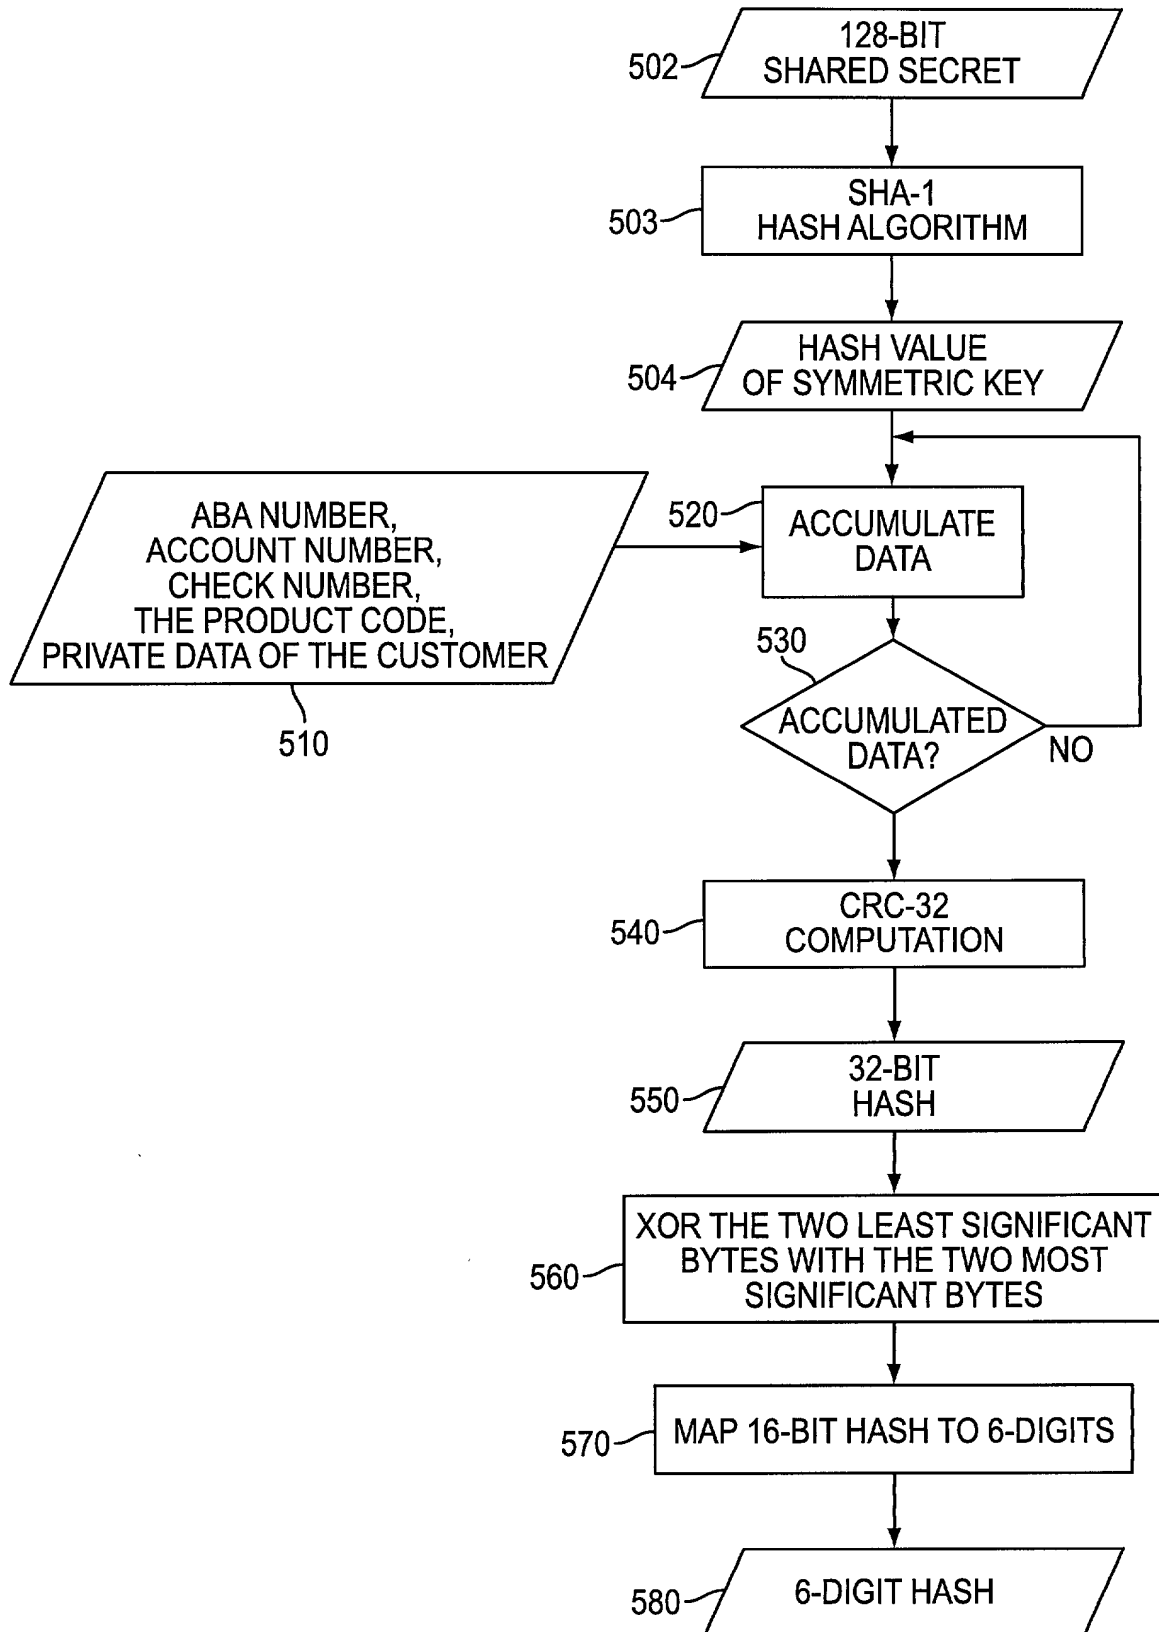 502
128-BIT
SHARED SECRET
503
SHA-1
HASH ALGORITHM
504
HASH VALUE
OF SYMMETRIC KEY
ABA NUMBER,
ACCOUNT NUMBER,
CHECK NUMBER,
THE PRODUCT CODE,
PRIVATE DATA OF THE CUSTOMER
510
520
ACCUMULATE
DATA
530
ACCUMULATED
DATA?
NO
540
CRC-32
COMPUTATION
550
32-BIT
HASH
560
XOR THE TWO LEAST SIGNIFICANT
BYTES WITH THE TWO MOST
SIGNIFICANT BYTES
570
MAP 16-BIT HASH TO 6-DIGITS
580
6-DIGIT HASH